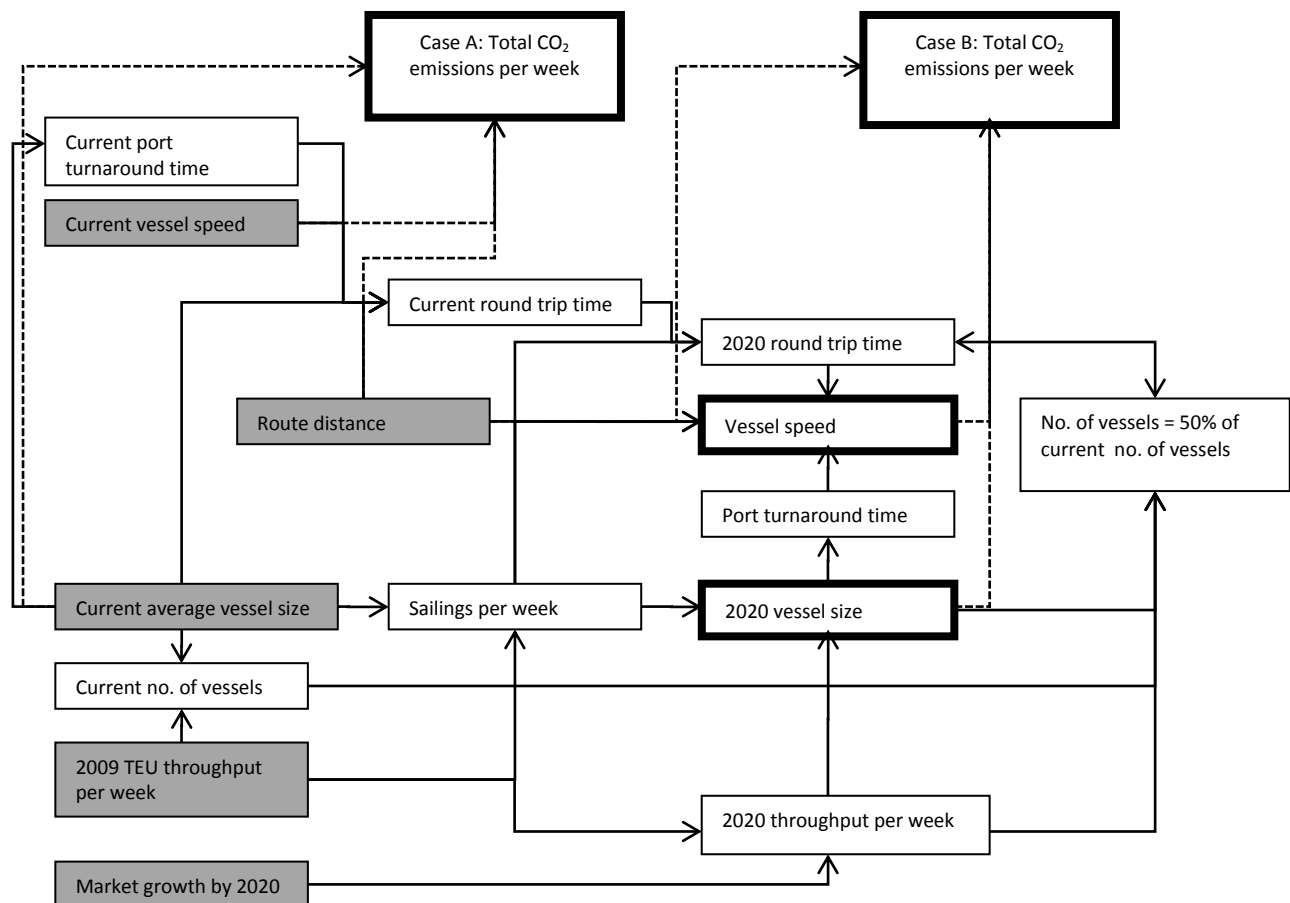 Case A: Total CO₂
emissions per week
Case B: Total CO₂
emissions per week
Current port
turnaround time
Current vessel speed
Current round trip time
2020 round trip time
Route distance
Vessel speed
No. of vessels = 50% of
current no. of vessels
Port turnaround time
Current average vessel size
Sailings per week
2020 vessel size
Current no. of vessels
2009 TEU throughput
per week
2020 throughput per week
Market growth by 2020